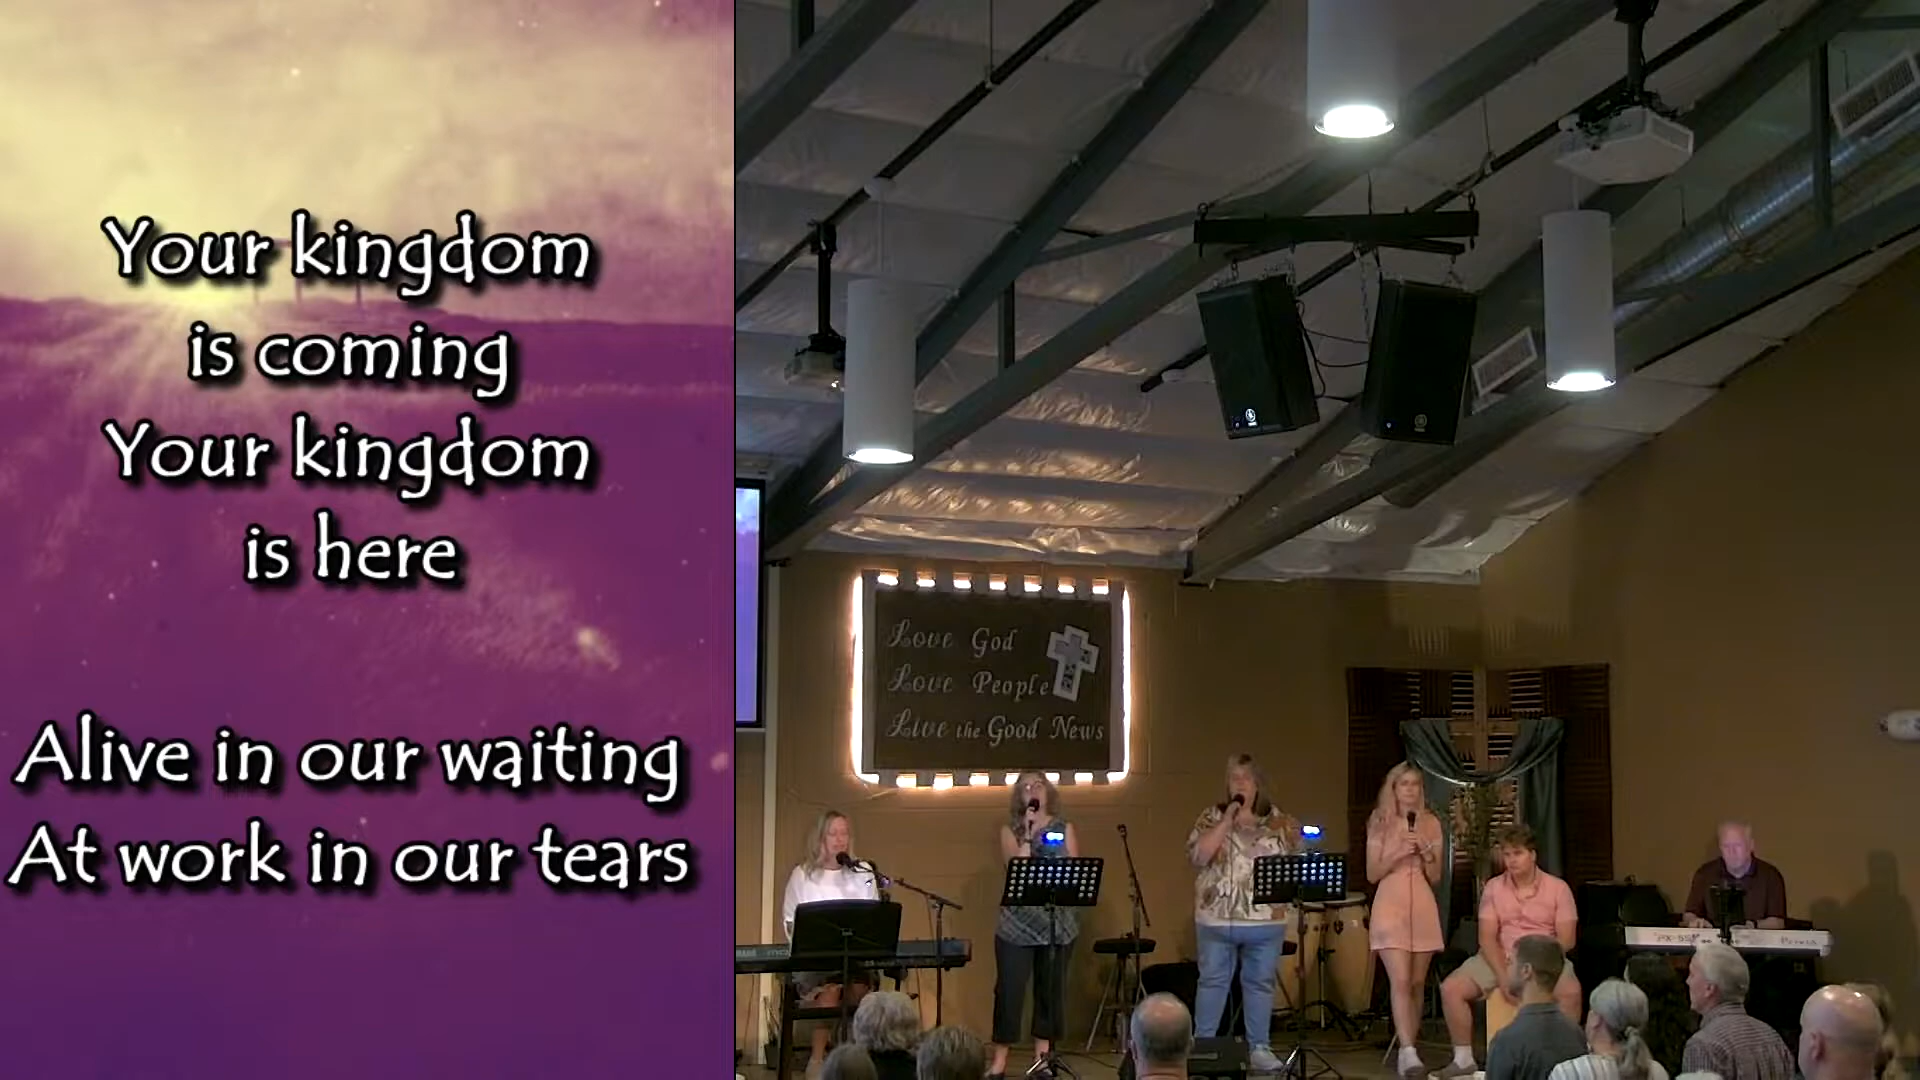 Your kingdom
is coming
Your kingdom
is here
Alive in our waiting
At work in our tears
Love God
Love People
Live the Good News